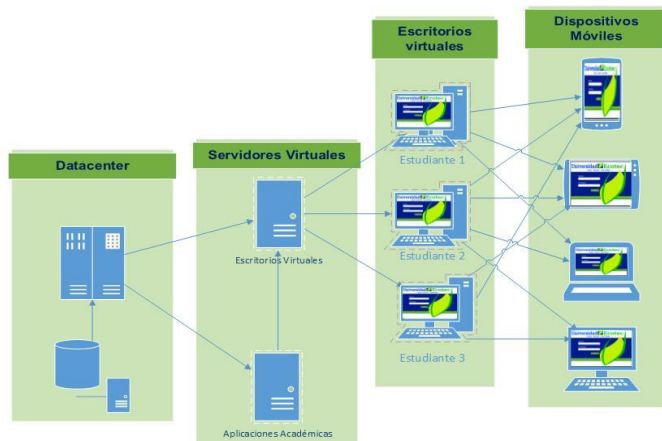 Datacenter
Servidores Virtuales
Escritorios Virtuales
Aplicaciones Académicas
Escritorios
virtuales
Estudiante 1
Estudiante 2
Estudiante 3
Dispositivos
Móviles